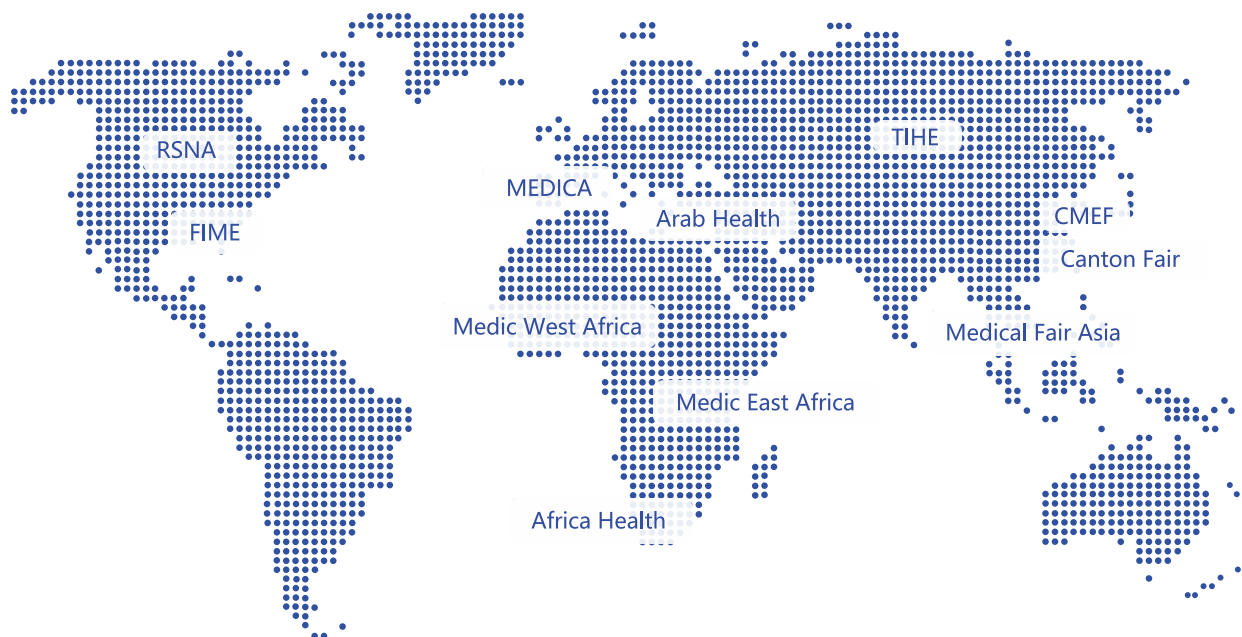 RSNA
TIHE
MEDICA
FIME
Arab Health
CMEF
Canton Fair
Medic West Africa
Medical Fair Asia
Medic East Africa
Africa Health